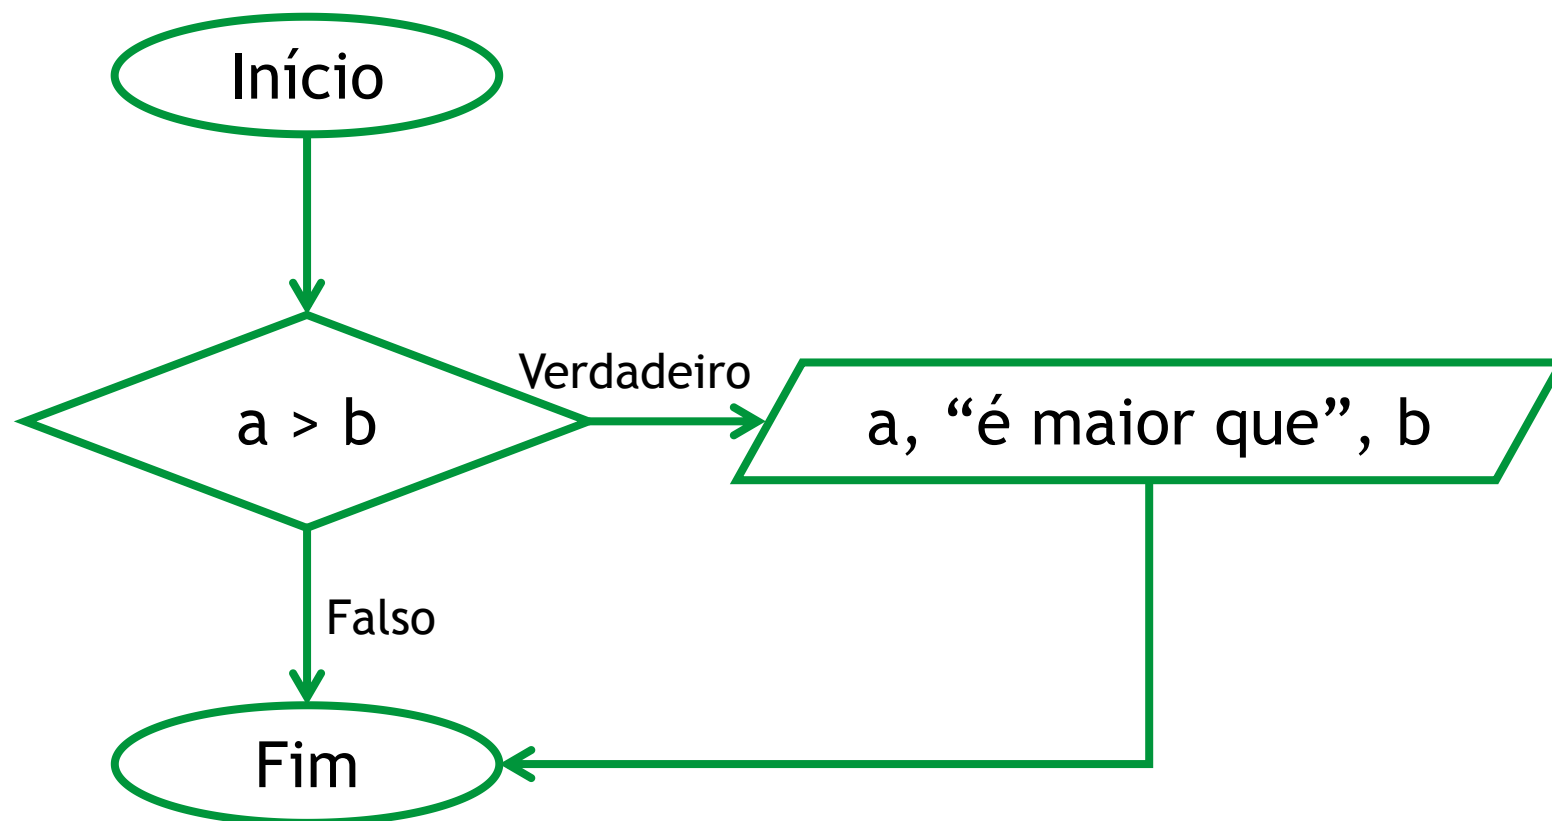 Início
a > b
Verdadeiro
a, “é maior que”, b
Falso
Fim